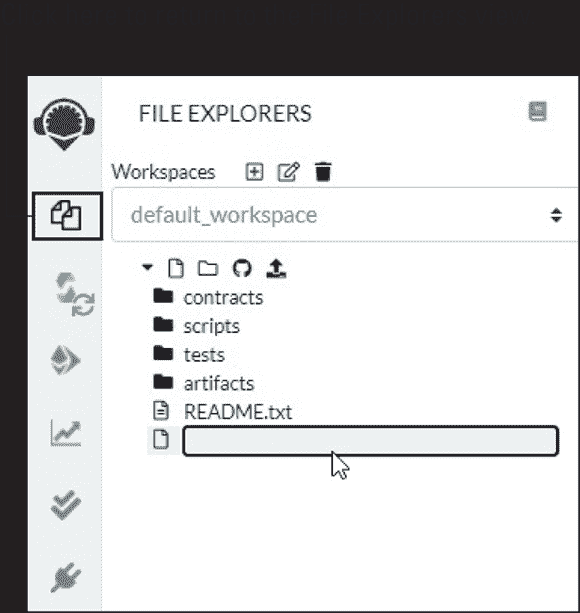 FILE EXPLORERS
Workspaces
default_workspace
contracts
scripts
tests
artifacts
README.txt